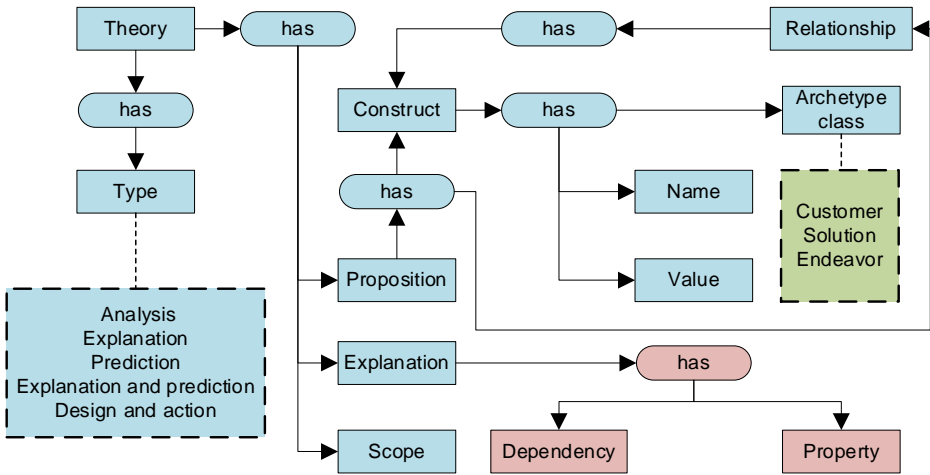 Theory
has
has
Relationship
has
Construct
has
Archetype
class
Type
has
Name
Customer
Solution
Endeavor
Proposition
Value
Analysis
Explanation
Prediction
Explanation and prediction
Design and action
Explanation
has
Scope
Dependency
Property